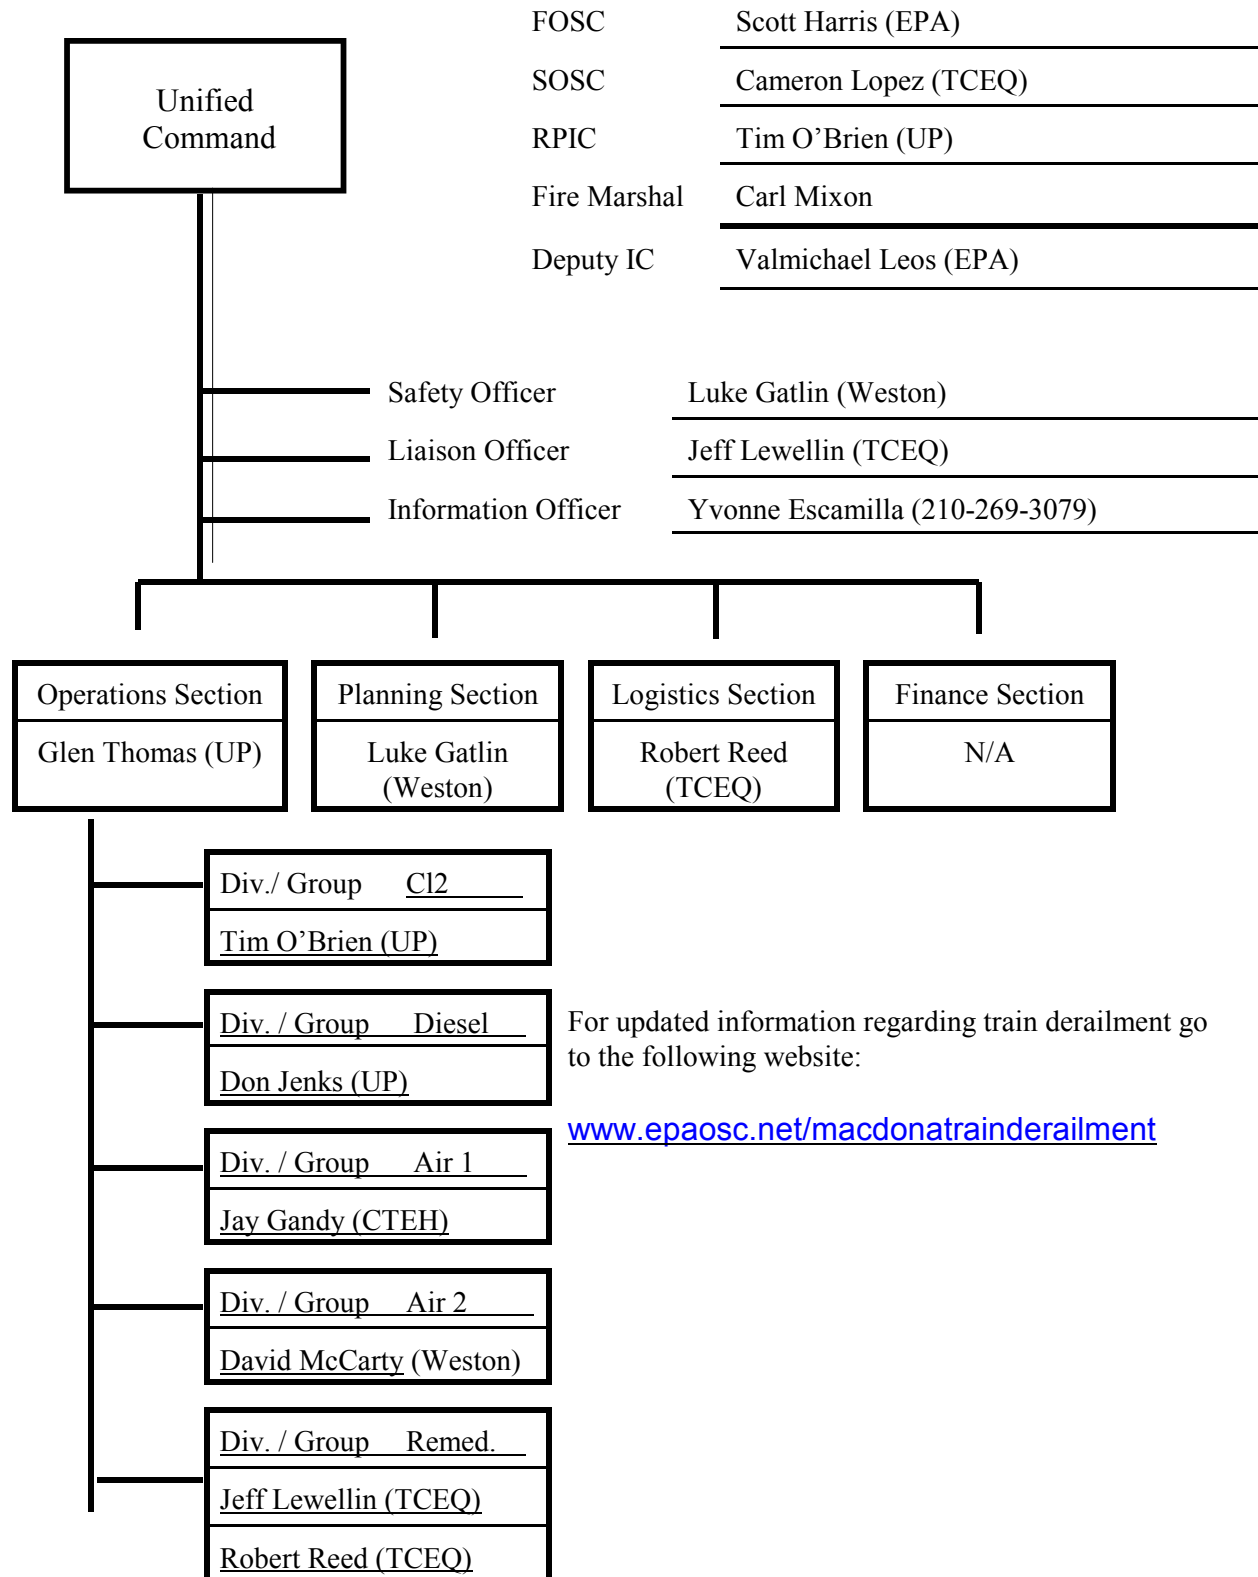 FOSC Scott Harris (EPA)
Unified
Command
SOSC Cameron Lopez (TCEQ)
RPIC Tim O’Brien (UP)
Fire Marshal Carl Mixon
Deputy IC Valmichael Leos (EPA)
Safety Officer Luke Gatlin (Weston)
Liaison Officer Jeff Lewellin (TCEQ)
Information Officer Yvonne Escamilla (210-269-3079)
Operations Section
Glen Thomas (UP)
Planning Section
Luke Gatlin
(Weston)
Logistics Section
Robert Reed
(TCEQ)
Finance Section
N/A
Div./ Group Cl2
Tim O’Brien (UP)
Div. / Group Diesel
Don Jenks (UP)
For updated information regarding train derailment go
to the following website:
www.epaosc.net/macdonatrainderailment
Div. / Group Air 1
Jay Gandy (CTEH)
Div. / Group Air 2
David McCarty (Weston)
Div. / Group Remed.
Jeff Lewellin (TCEQ)
Robert Reed (TCEQ)